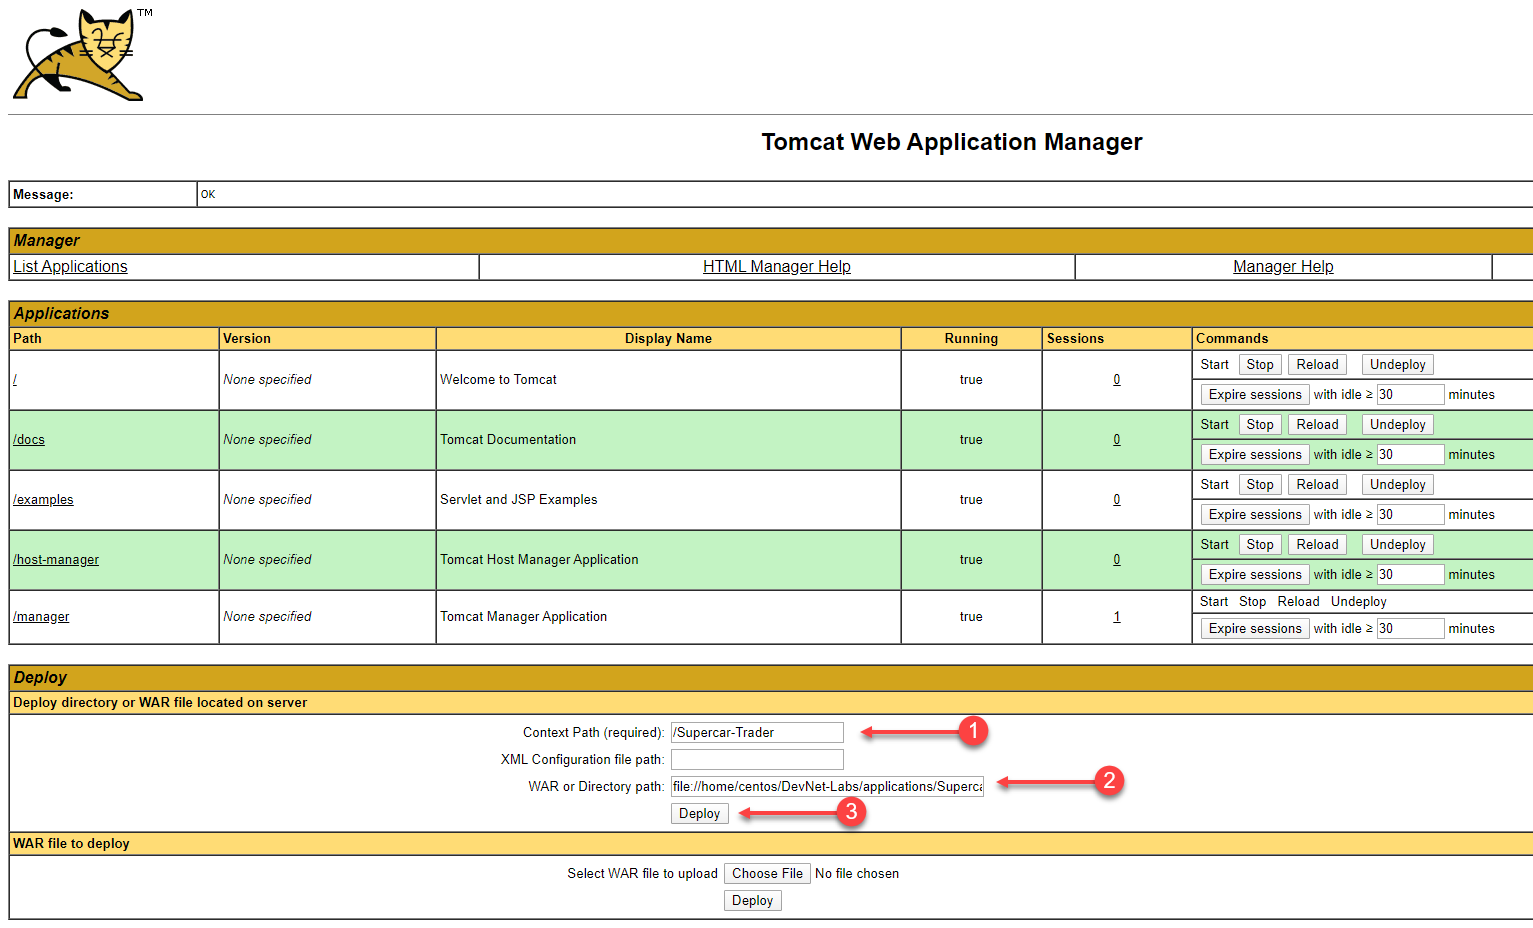 TM
Tomcat Web Application Manager
Message: OK
Manager
List Applications HTML Manager Help Manager Help
Applications
Path Version Display Name Running Sessions Commands
/ None specified Welcome to Tomcat true 0 Start Stop Reload Undeploy
Expire sessions with idle ≥ 30 minutes
/docs None specified Tomcat Documentation true 0 Start Stop Reload Undeploy
Expire sessions with idle ≥ 30 minutes
/examples None specified Servlet and JSP Examples true 0 Start Stop Reload Undeploy
Expire sessions with idle ≥ 30 minutes
/host-manager None specified Tomcat Host Manager Application true 0 Start Stop Reload Undeploy
Expire sessions with idle ≥ 30 minutes
/manager None specified Tomcat Manager Application true 1 Start Stop Reload Undeploy
Expire sessions with idle ≥ 30 minutes
Deploy
Deploy directory or WAR file located on server
Context Path (required): /Supercar-Trader 1
XML Configuration file path:
WAR or Directory path: file://home/centos/DevNet-Labs/applications/Superca 2
Deploy 3
WAR file to deploy
Select WAR file to upload Choose File No file chosen
Deploy